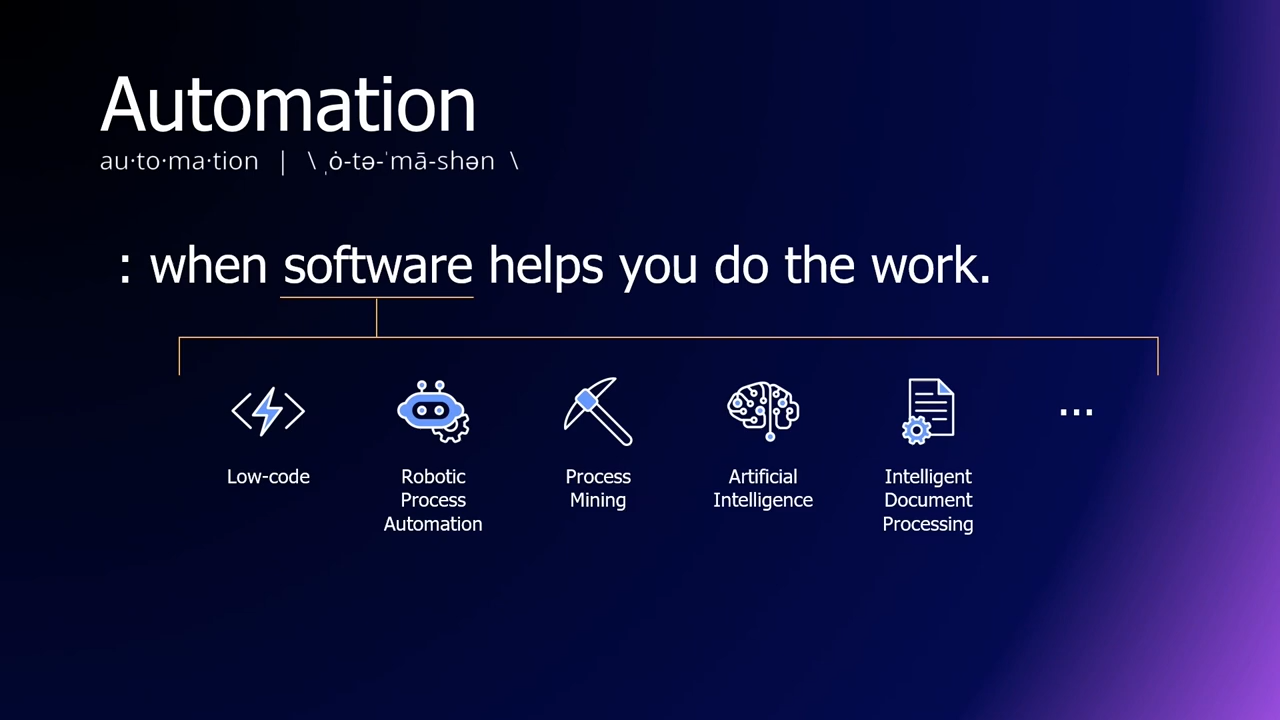 Automation
au·to·ma·tion | \ ˌȯ-tə-ˈmā-shən \
: when software helps you do the work.
Low-code
Robotic
Process
Automation
Process
Mining
Artificial
Intelligence
Intelligent
Document
Processing
...